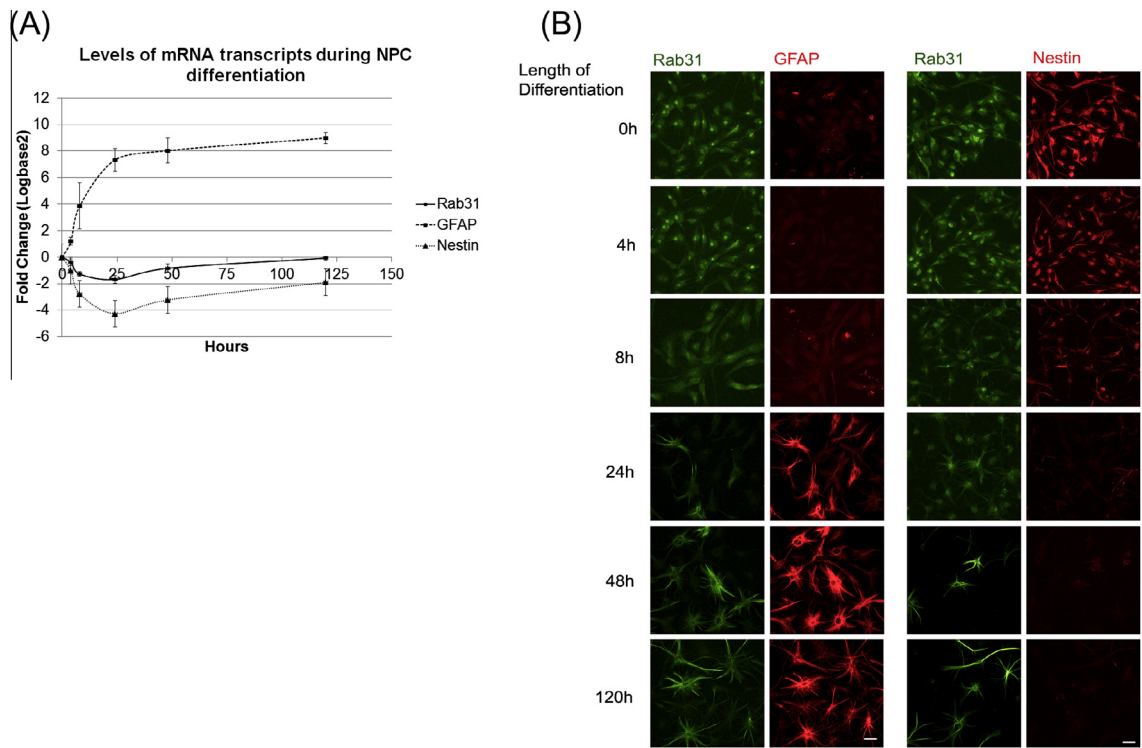 (A)
Levels of mRNA transcripts during NPC
differentiation
12
10
8
6
4
2
0
-2
-4
-6
0
25
50
75
100
125
150
Fold Change (Logbase2)
Hours
Rab31
GFAP
Nestin
(B)
Rab31
GFAP
Rab31
Nestin
Length of
Differentiation
0h
4h
8h
24h
48h
120h